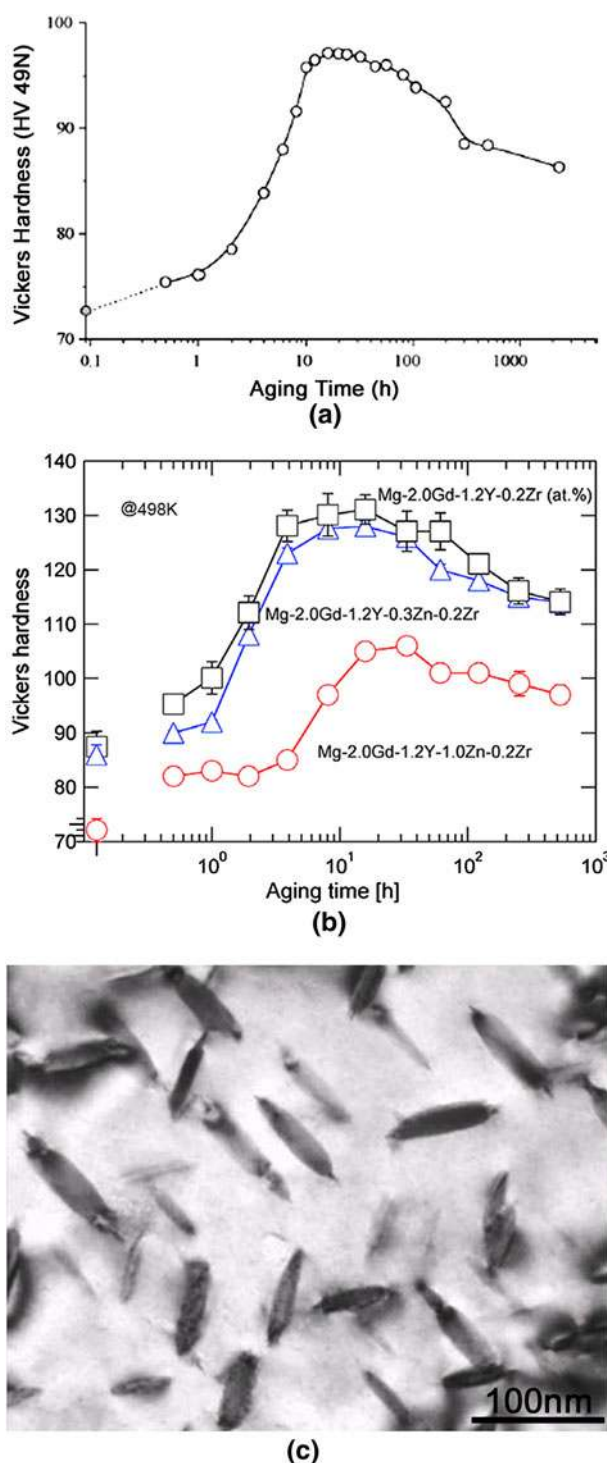 100
90
80
70
Vickers Hardness (HV 49N)
0.1 1 10 100 1000
Aging Time (h)
(a)
140
130
120
110
100
90
80
70
Vickers hardness
@498K
Mg-2.0Gd-1.2Y-0.2Zr (at.%)
Mg-2.0Gd-1.2Y-0.3Zn-0.2Zr
Mg-2.0Gd-1.2Y-1.0Zn-0.2Zr
10⁰ 10¹ 10² 10³
Aging time [h]
(b)
100nm
(c)